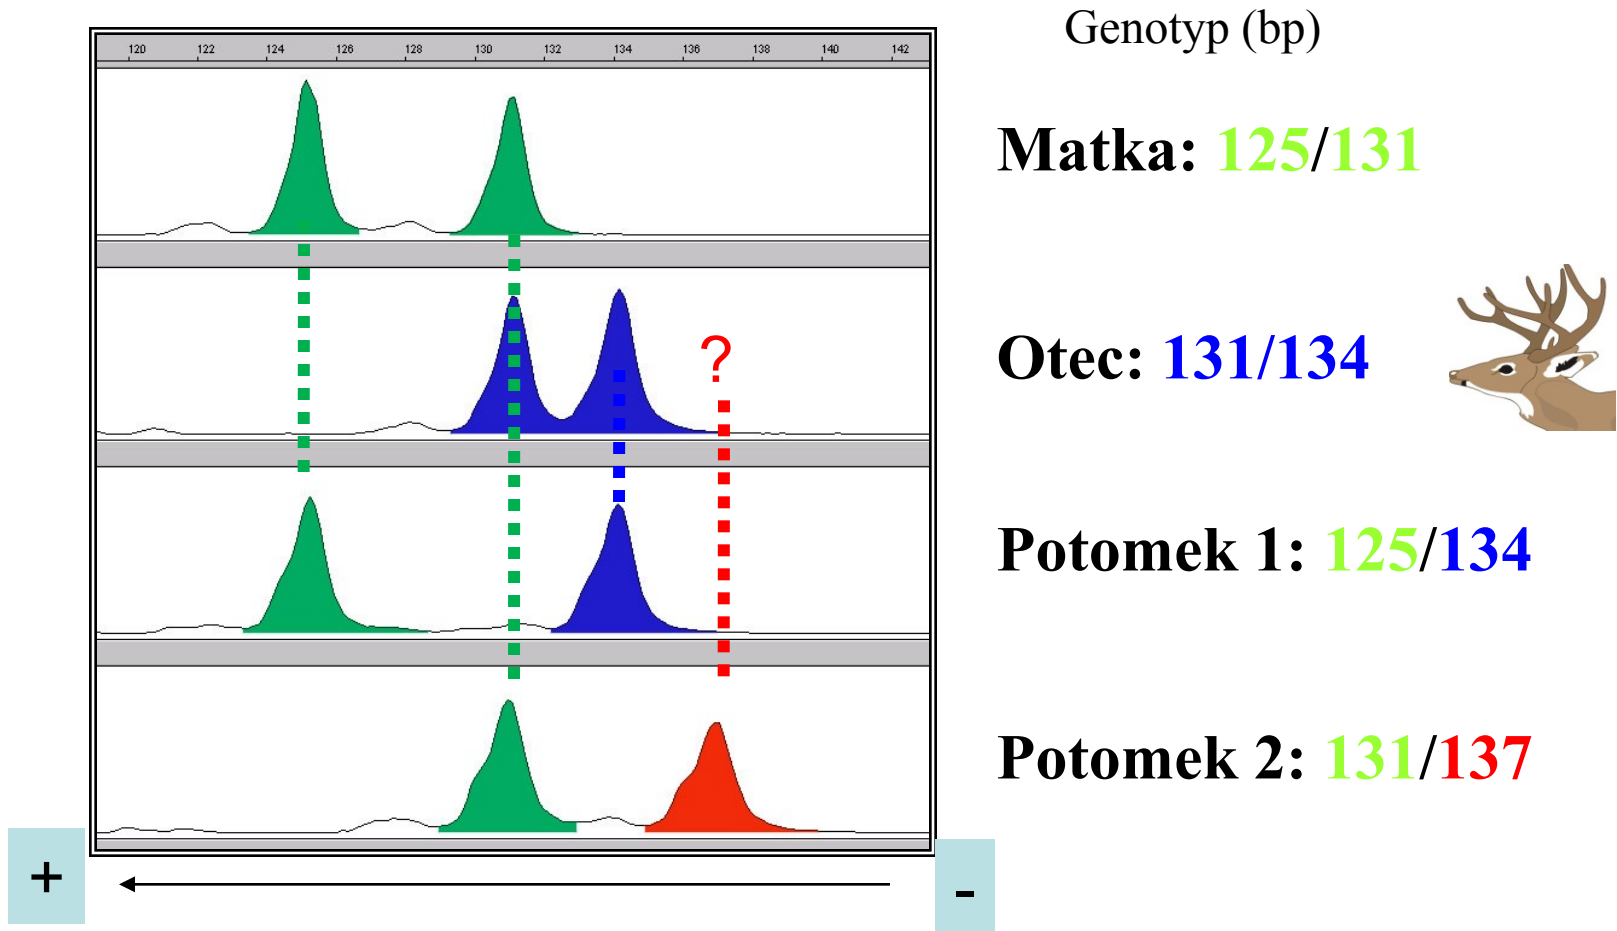 Genotyp (bp)
120 122 124 126 128 130 132 134 136 138 140 142
Matka: 125/131
Otec: 131/134
?
Potomek 1: 125/134
Potomek 2: 131/137
+
-